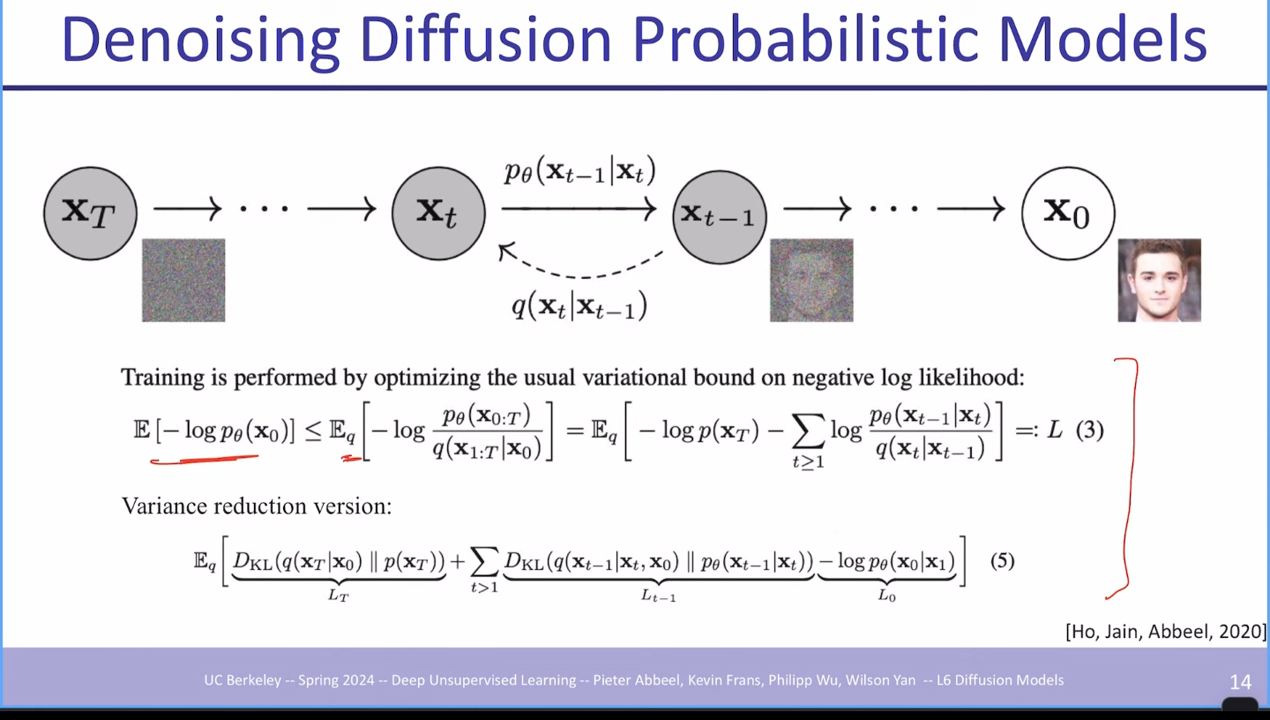 Denoising Diffusion Probabilistic Models
p_θ(x_{t−1}|x_t)
x_T ⟶ ⋯ ⟶ x_t ⟶ x_{t−1} ⟶ ⋯ ⟶ x_0
q(x_t|x_{t−1})
Training is performed by optimizing the usual variational bound on negative log likelihood:
𝔼[−log p_θ(x_0)] ≤ 𝔼_q[−log p_θ(x_{0:T})/q(x_{1:T}|x_0)] = 𝔼_q[−log p(x_T) − ∑_{t≥1} log p_θ(x_{t−1}|x_t)/q(x_t|x_{t−1})] =: L (3)
Variance reduction version:
𝔼_q[D_KL(q(x_T|x_0) ∥ p(x_T)) + ∑_{t>1} D_KL(q(x_{t−1}|x_t, x_0) ∥ p_θ(x_{t−1}|x_t)) − log p_θ(x_0|x_1)] (5)
L_T L_{t−1} L_0
[Ho, Jain, Abbeel, 2020]
UC Berkeley -- Spring 2024 -- Deep Unsupervised Learning -- Pieter Abbeel, Kevin Frans, Philipp Wu, Wilson Yan -- L6 Diffusion Models 14